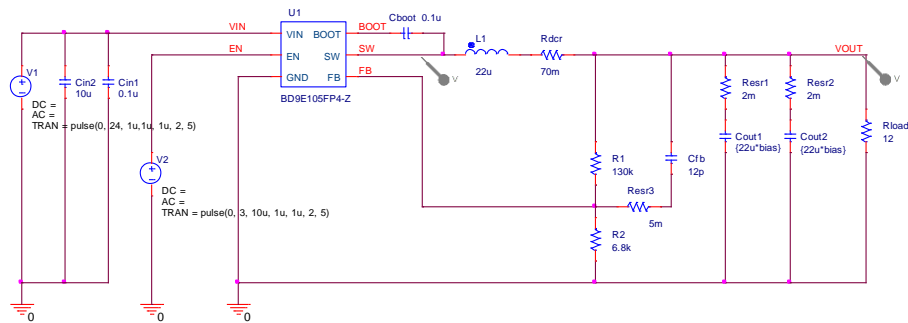 U1
VIN
VIN
BOOT
BOOT
Cboot 0.1u
EN
EN
SW
SW
GND
FB
FB
BD9E105FP4-Z
L1
22u
Rdcr
70m
VOUT
V
V
V1
Cin2
10u
Cin1
0.1u
DC =
AC =
TRAN = pulse(0, 24, 1u,1u, 1u, 2, 5)
V2
DC =
AC =
TRAN = pulse(0, 3, 10u, 1u, 1u, 2, 5)
R1
130k
Cfb
12p
Resr3
5m
R2
6.8k
Resr1
2m
Resr2
2m
Cout1
{22u*bias}
Cout2
{22u*bias}
Rload
12
0
0
0